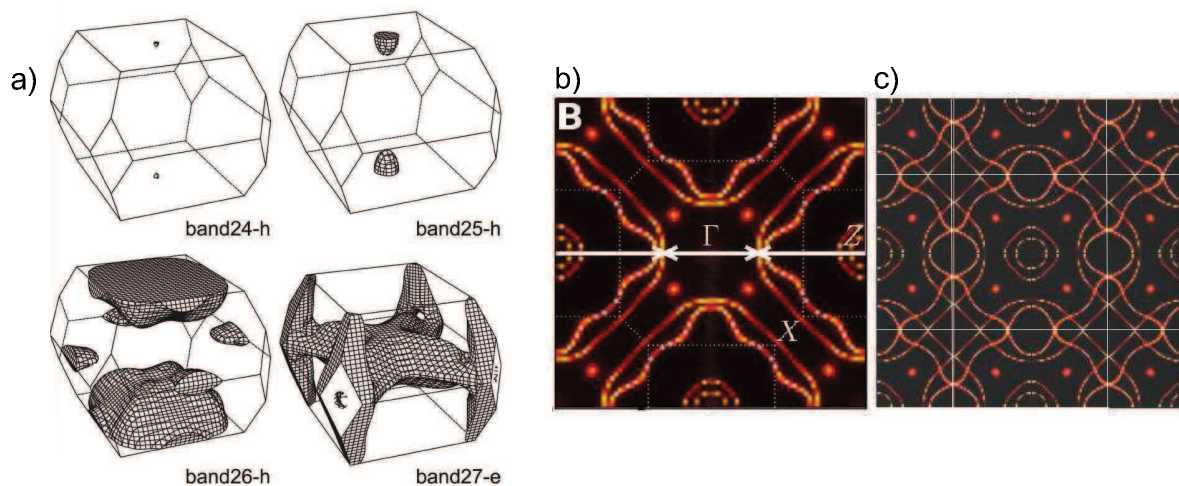 a)
band24-h
band25-h
band26-h
band27-e
b)
B
Γ
Z
X
c)